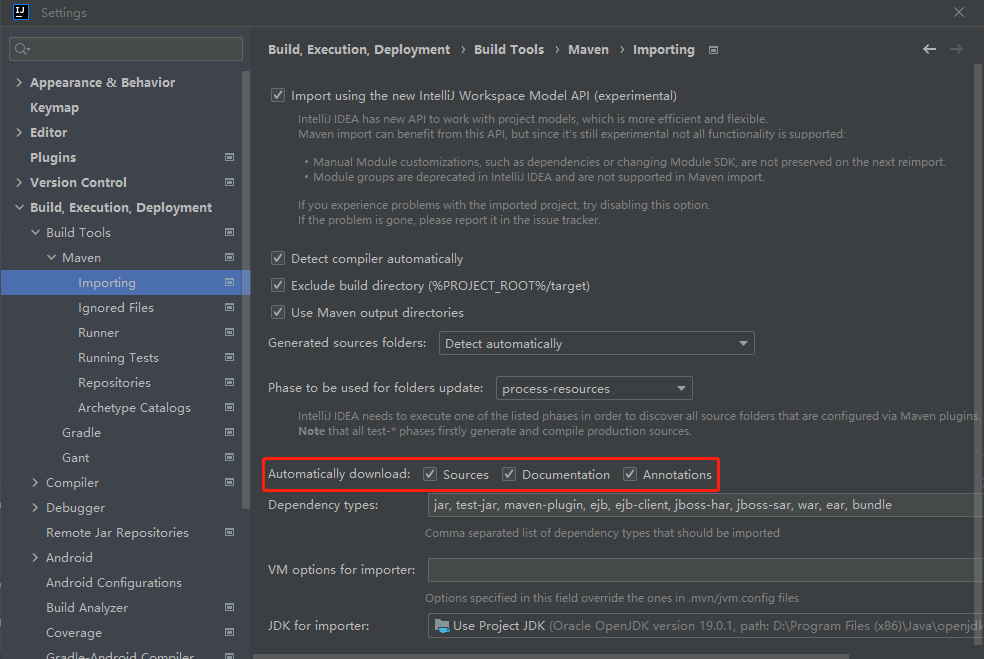 IJ Settings
Appearance & Behavior
Keymap
Editor
Plugins
Version Control
Build, Execution, Deployment
Build Tools
Maven
Importing
Ignored Files
Runner
Running Tests
Repositories
Archetype Catalogs
Gradle
Gant
Compiler
Debugger
Remote Jar Repositories
Android
Android Configurations
Build Analyzer
Coverage
Gradle-Android Compiler
Build, Execution, Deployment › Build Tools › Maven › Importing
Import using the new IntelliJ Workspace Model API (experimental)
IntelliJ IDEA has new API to work with project models, which is more efficient and flexible.
Maven import can benefit from this API, but since it's still experimental not all functionality is supported:
• Manual Module customizations, such as dependencies or changing Module SDK, are not preserved on the next reimport.
• Module groups are deprecated in IntelliJ IDEA and are not supported in Maven import.
If you experience problems with the imported project, try disabling this option.
If the problem is gone, please report it in the issue tracker.
Detect compiler automatically
Exclude build directory (%PROJECT_ROOT%/target)
Use Maven output directories
Generated sources folders: Detect automatically
Phase to be used for folders update: process-resources
IntelliJ IDEA needs to execute one of the listed phases in order to discover all source folders that are configured via Maven plugins.
Note that all test-* phases firstly generate and compile production sources.
Automatically download: Sources Documentation Annotations
Dependency types: jar, test-jar, maven-plugin, ejb, ejb-client, jboss-har, jboss-sar, war, ear, bundle
Comma separated list of dependency types that should be imported
VM options for importer:
Options specified in this field override the ones in .mvn/jvm.config files
JDK for importer: Use Project JDK (Oracle OpenJDK version 19.0.1, path: D:\Program Files (x86)\Java\openjdk